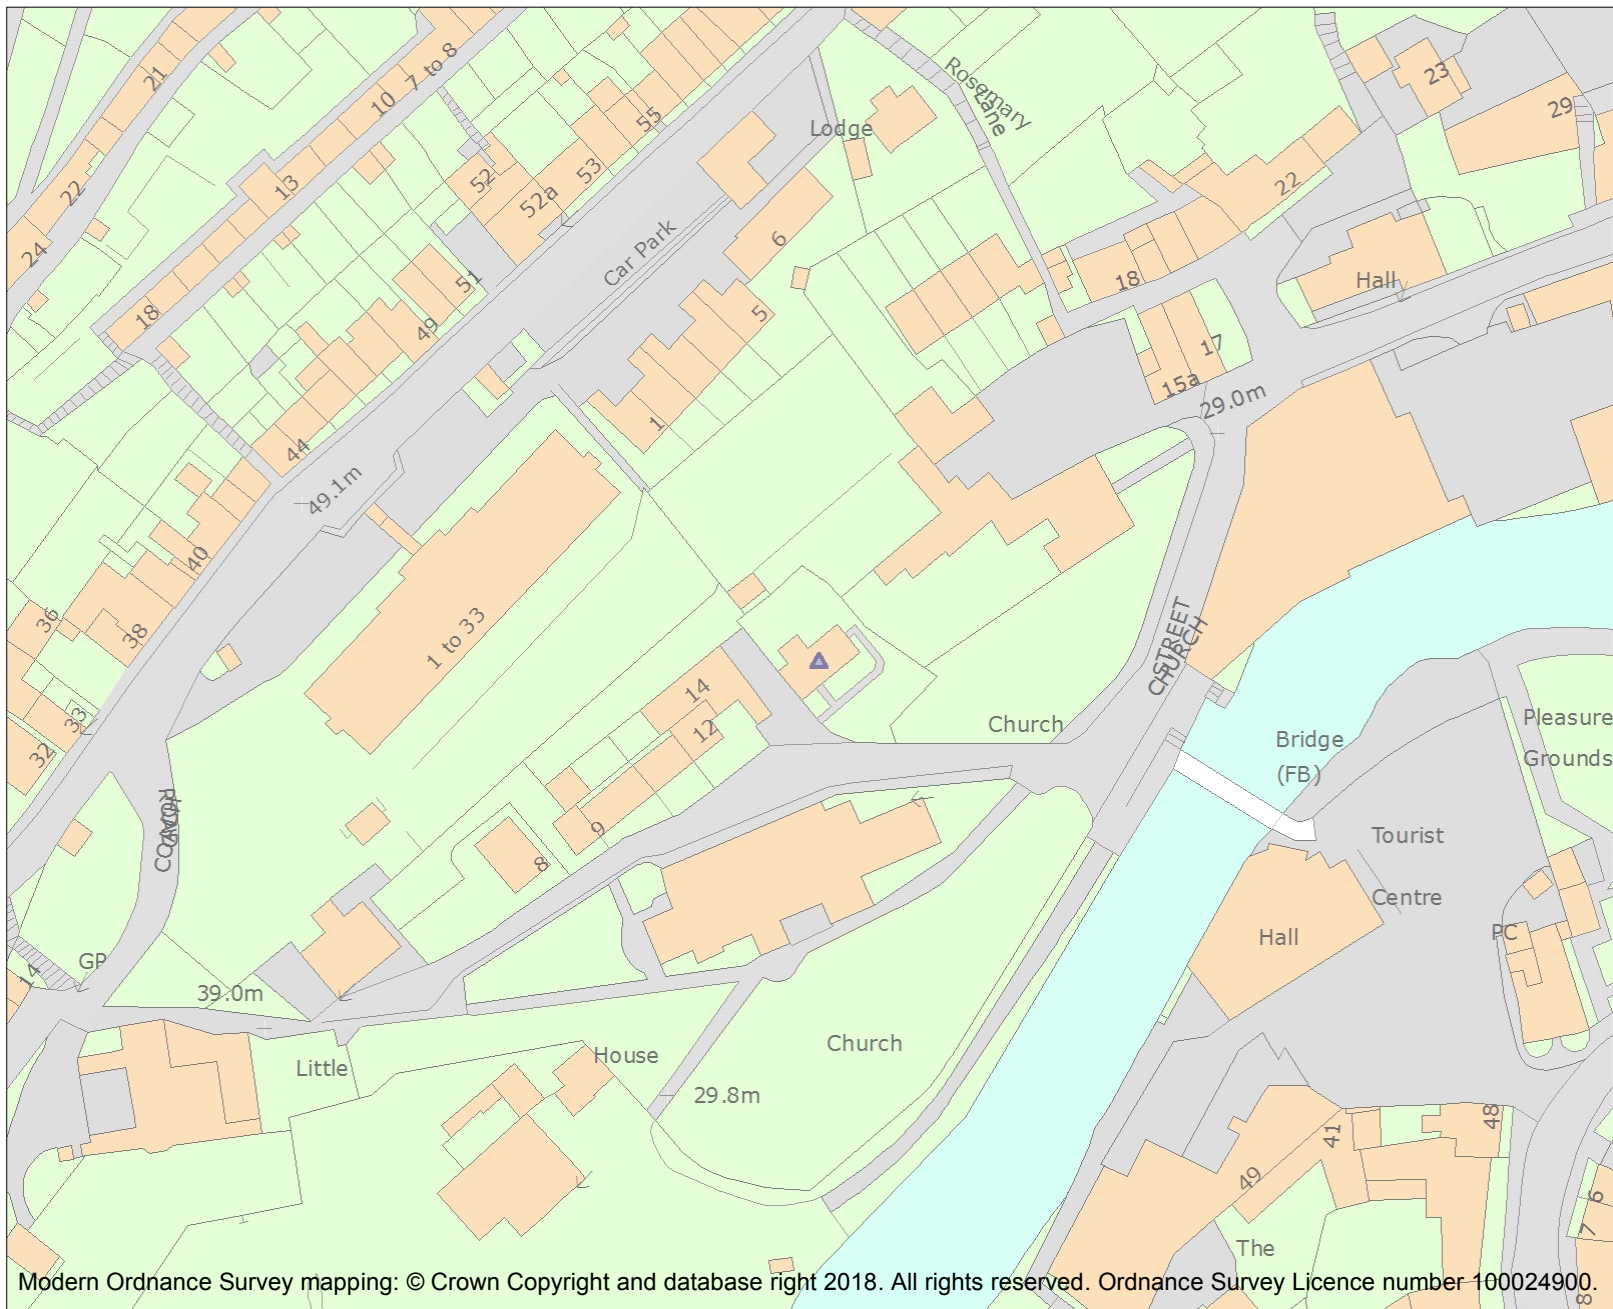 21
7 to 8
10
55
Lodge
Rosemary
Lane
23
29
22
13
52
53
52a
22
24
Car Park
6
18
51
49
5
18
Hall
17
15a
29.0m
1
44
49.1m
40
36
38
1 to 33
33
32
14
12
STREET
CHURCH
Church
Bridge
(FB)
Pleasure
Grounds
9
8
Tourist
Centre
Hall
PC
GP
14
39.0m
Little
House
Church
29.8m
41
48
49
6
7
The
8
Modern Ordnance Survey mapping: © Crown Copyright and database right 2018. All rights reserved. Ordnance Survey Licence number 100024900.